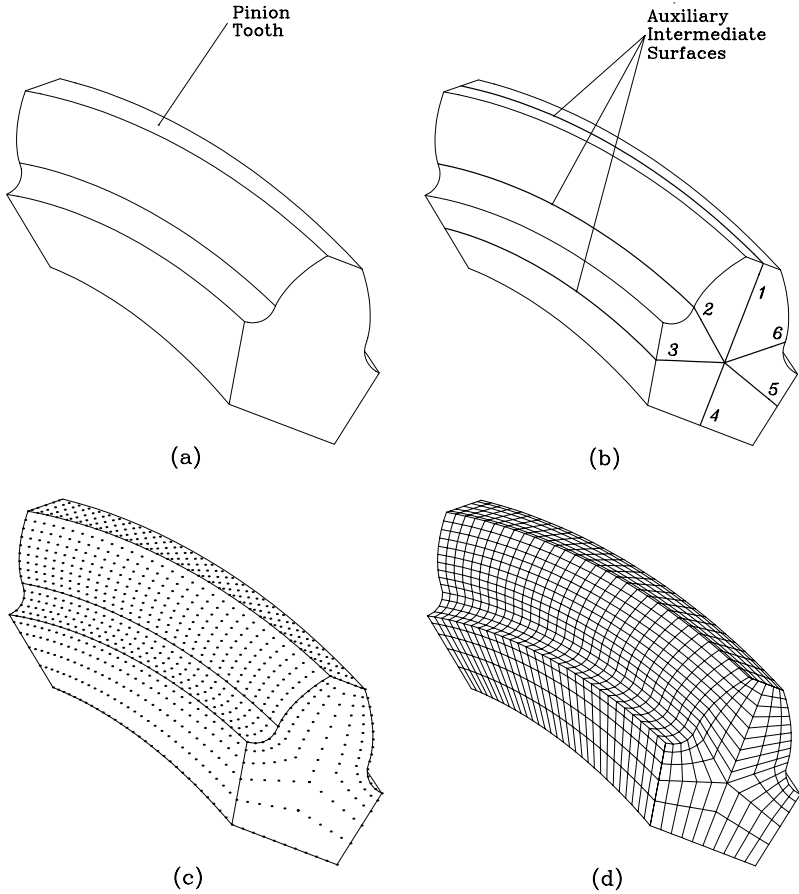 Pinion
Tooth
Auxiliary
Intermediate
Surfaces
1
2
6
3
5
4
(a)
(b)
(c)
(d)